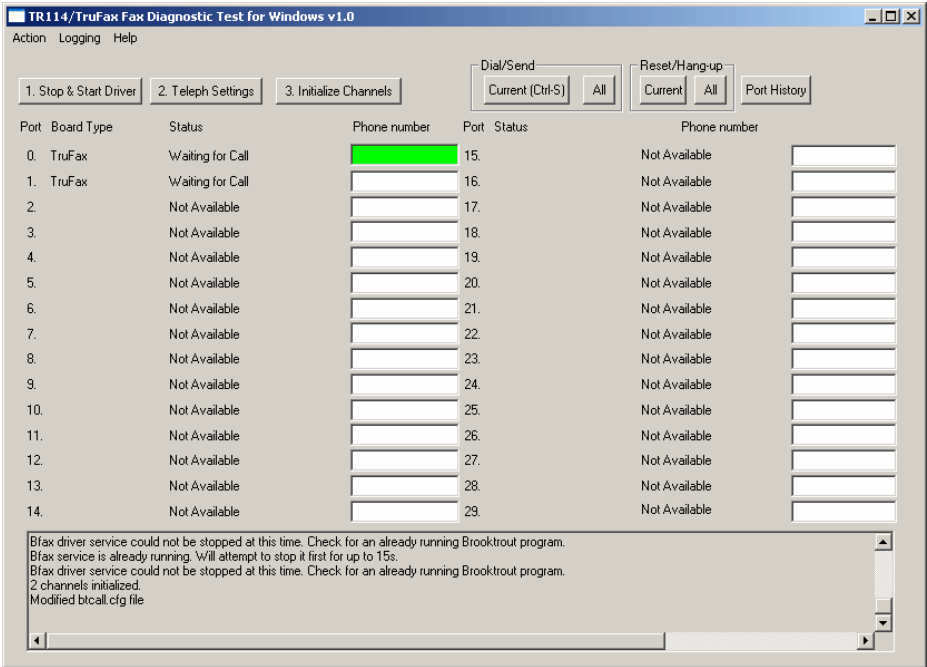 TR114/TruFax Fax Diagnostic Test for Windows v1.0
Action Logging Help
Dial/Send Reset/Hang-up
1. Stop & Start Driver 2. Teleph Settings 3. Initialize Channels Current (Ctrl-S) All Current All Port History
Port Board Type Status Phone number Port Status Phone number
0. TruFax Waiting for Call 15. Not Available
1. TruFax Waiting for Call 16. Not Available
2. Not Available 17. Not Available
3. Not Available 18. Not Available
4. Not Available 19. Not Available
5. Not Available 20. Not Available
6. Not Available 21. Not Available
7. Not Available 22. Not Available
8. Not Available 23. Not Available
9. Not Available 24. Not Available
10. Not Available 25. Not Available
11. Not Available 26. Not Available
12. Not Available 27. Not Available
13. Not Available 28. Not Available
14. Not Available 29. Not Available
Bfax driver service could not be stopped at this time. Check for an already running Brooktrout program.
Bfax service is already running. Will attempt to stop it first for up to 15s.
Bfax driver service could not be stopped at this time. Check for an already running Brooktrout program.
2 channels initialized.
Modified btcall.cfg file